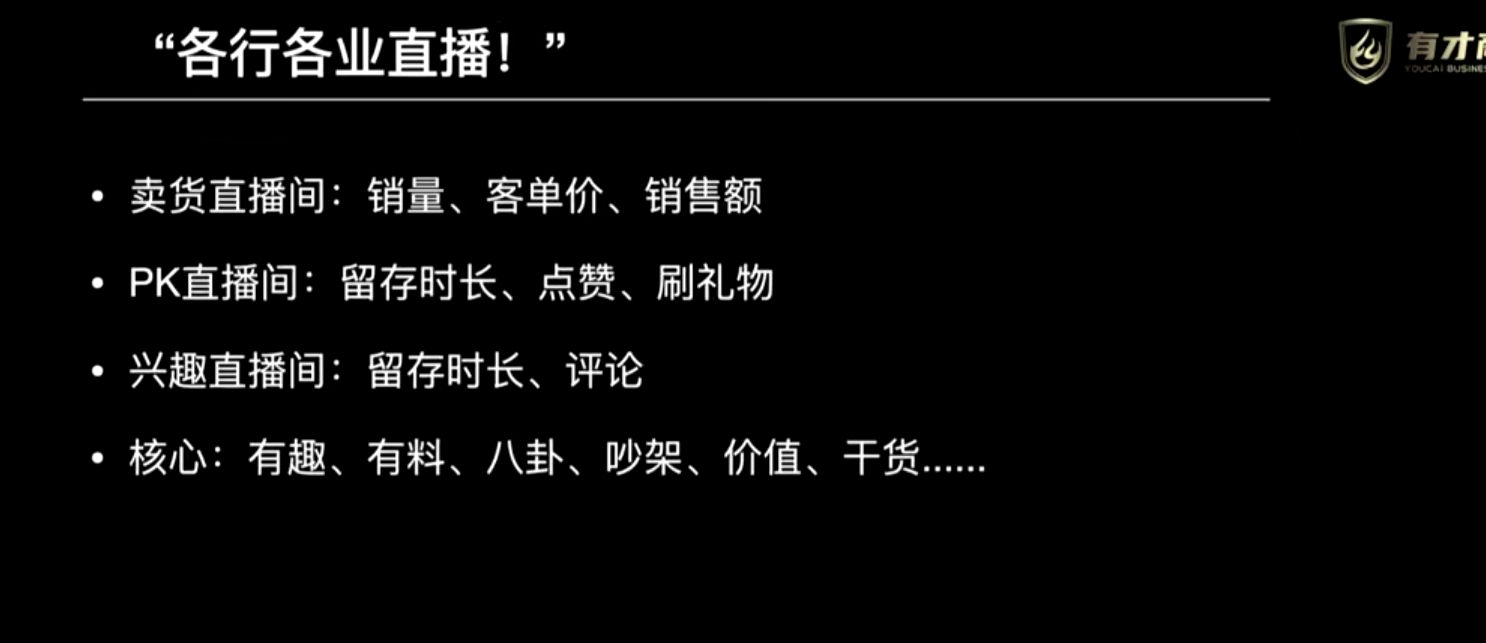 “各行各业直播！”
有才商
YOUCAI BUSINES
• 卖货直播间：销量、客单价、销售额
• PK直播间：留存时长、点赞、刷礼物
• 兴趣直播间：留存时长、评论
• 核心：有趣、有料、八卦、吵架、价值、干货......